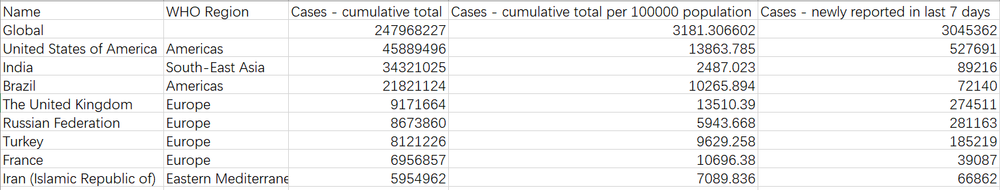 Name WHO Region Cases - cumulative total Cases - cumulative total per 100000 population Cases - newly reported in last 7 days
Global 247968227 3181.306602 3045362
United States of America Americas 45889496 13863.785 527691
India South-East Asia 34321025 2487.023 89216
Brazil Americas 21821124 10265.894 72140
The United Kingdom Europe 9171664 13510.39 274511
Russian Federation Europe 8673860 5943.668 281163
Turkey Europe 8121226 9629.258 185219
France Europe 6956857 10696.38 39087
Iran (Islamic Republic of) Eastern Mediterrane 5954962 7089.836 66862